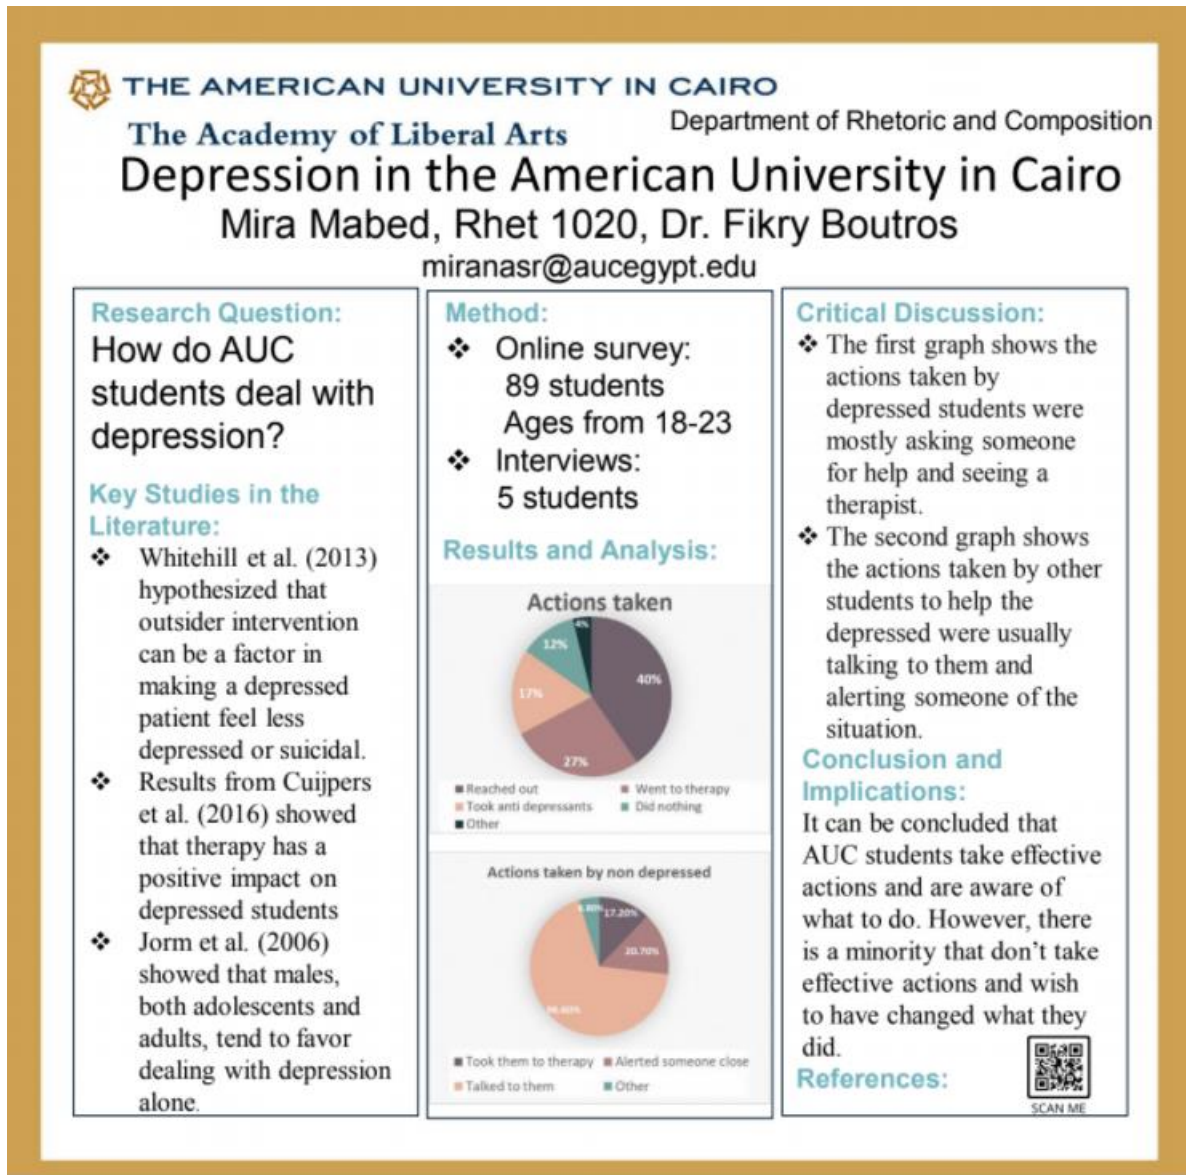 THE AMERICAN UNIVERSITY IN CAIRO
The Academy of Liberal Arts
Department of Rhetoric and Composition
Depression in the American University in Cairo
Mira Mabed, Rhet 1020, Dr. Fikry Boutros
miranasr@aucegypt.edu
Research Question:
How do AUC
students deal with
depression?
Key Studies in the
Literature:
❖ Whitehill et al. (2013)
hypothesized that
outsider intervention
can be a factor in
making a depressed
patient feel less
depressed or suicidal.
❖ Results from Cuijpers
et al. (2016) showed
that therapy has a
positive impact on
depressed students
❖ Jorm et al. (2006)
showed that males,
both adolescents and
adults, tend to favor
dealing with depression
alone.
Method:
❖ Online survey:
89 students
Ages from 18-23
❖ Interviews:
5 students
Results and Analysis:
Actions taken
4%
12%
40%
17%
27%
Reached out
Went to therapy
Took anti depressants
Did nothing
Other
Actions taken by non depressed
17.20%
20.70%
Took them to therapy
Alerted someone close
Talked to them
Other
Critical Discussion:
❖ The first graph shows the
actions taken by
depressed students were
mostly asking someone
for help and seeing a
therapist.
❖ The second graph shows
the actions taken by other
students to help the
depressed were usually
talking to them and
alerting someone of the
situation.
Conclusion and
Implications:
It can be concluded that
AUC students take effective
actions and are aware of
what to do. However, there
is a minority that don't take
effective actions and wish
to have changed what they
did.
References:
SCAN ME